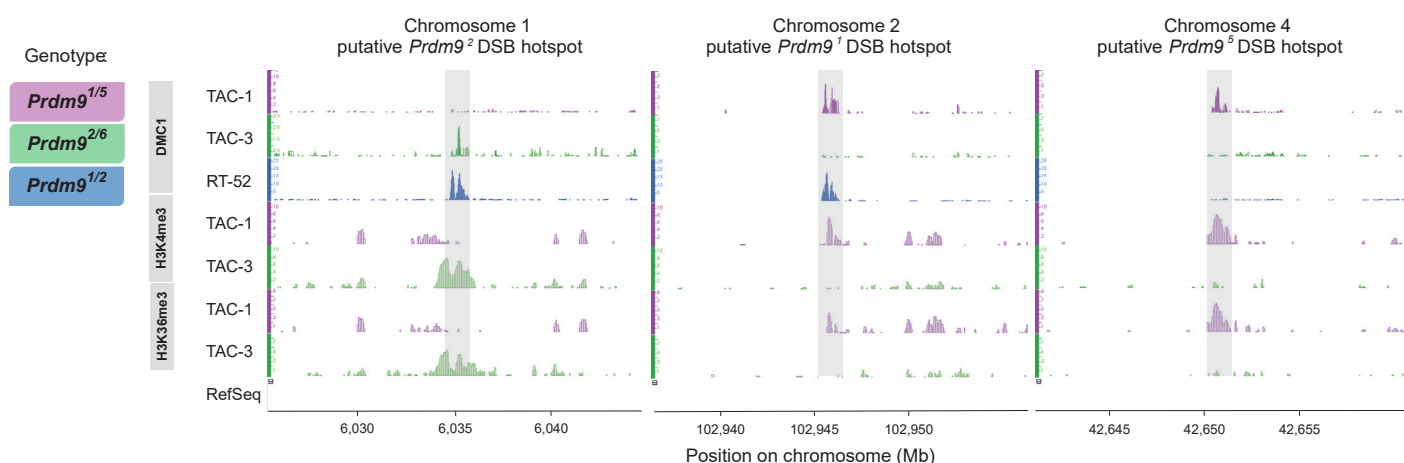 Chromosome 1
putative Prdm9 2 DSB hotspot
Chromosome 2
putative Prdm9 1 DSB hotspot
Chromosome 4
putative Prdm9 5 DSB hotspot
Genotype:
Prdm9 1/5
Prdm9 2/6
Prdm9 1/2
DMC1
H3K4me3
H3K36me3
TAC-1
TAC-3
RT-52
TAC-1
TAC-3
TAC-1
TAC-3
RefSeq
6,030 6,035 6,040
102,940 102,945 102,950
42,645 42,650 42,655
Position on chromosome (Mb)